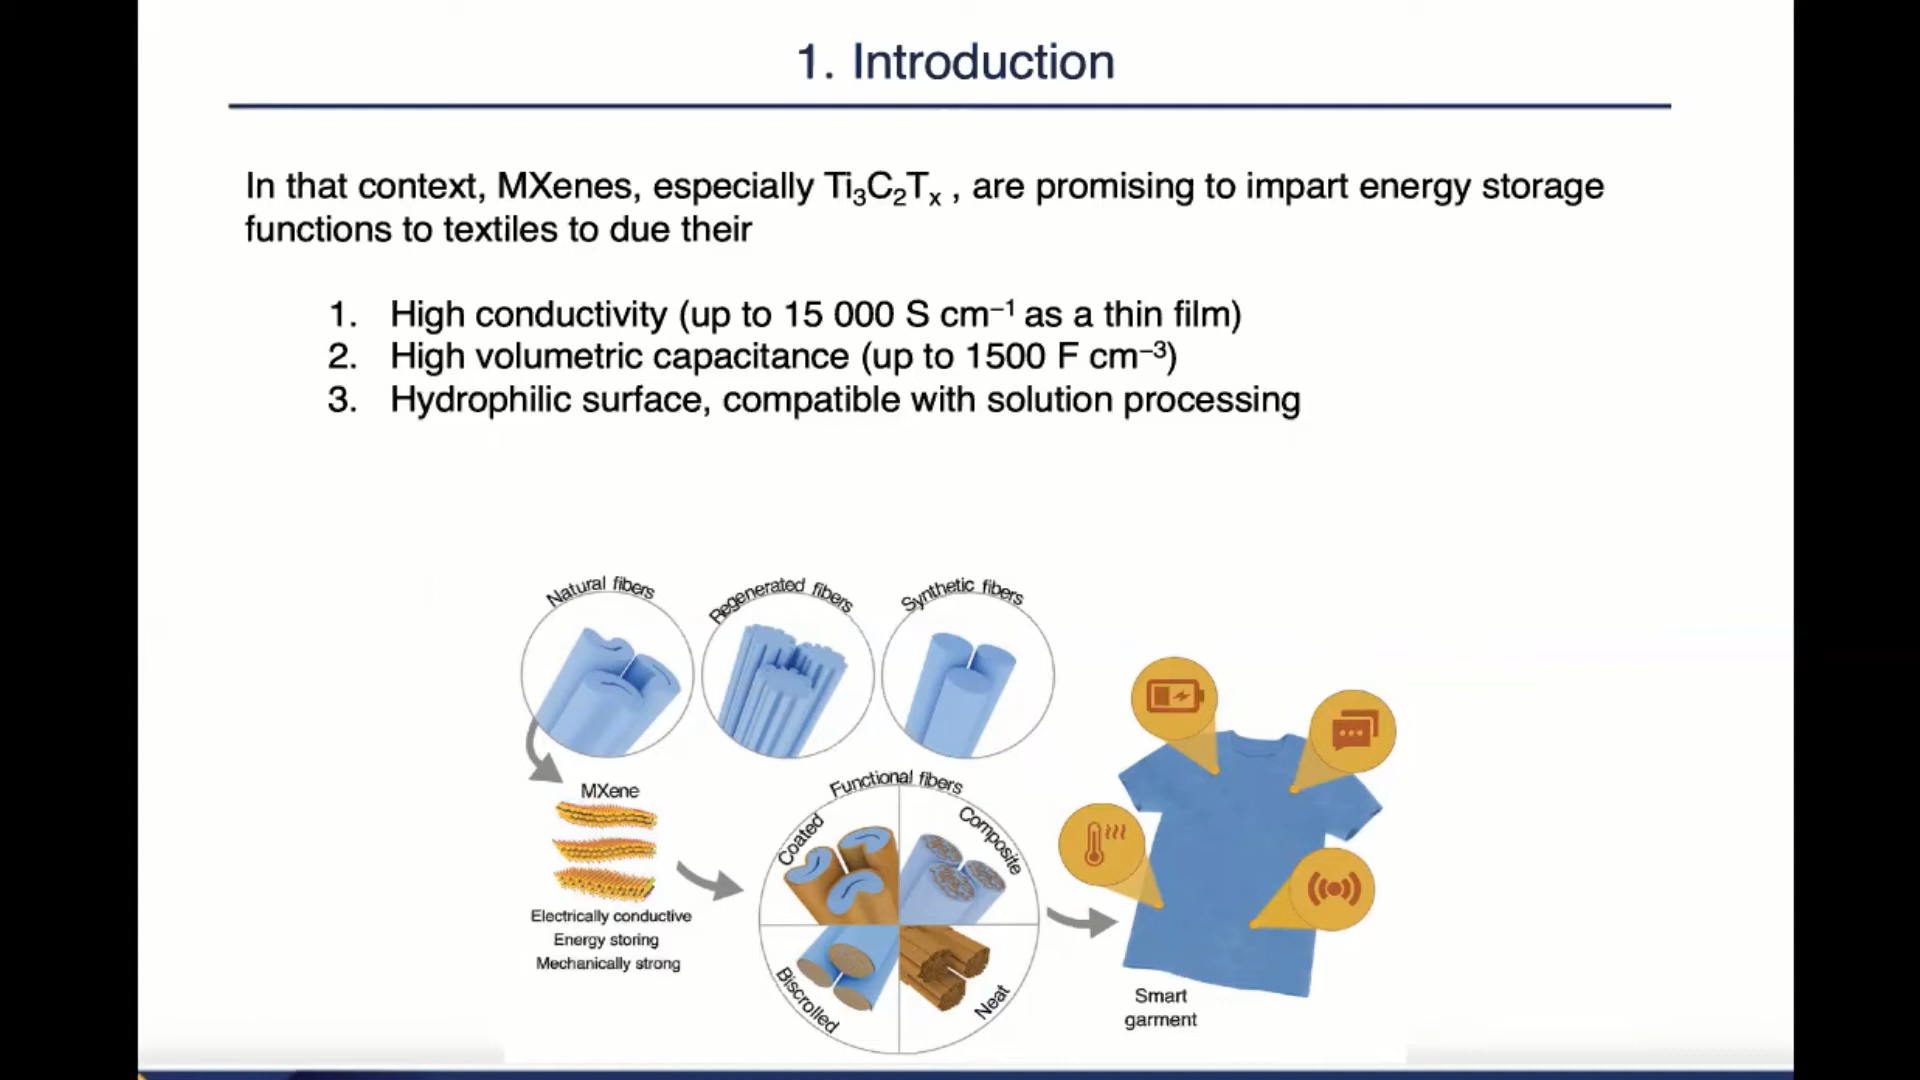 1. Introduction
In that context, MXenes, especially Ti₃C₂Tₓ , are promising to impart energy storage
functions to textiles to due their
1. High conductivity (up to 15 000 S cm⁻¹ as a thin film)
2. High volumetric capacitance (up to 1500 F cm⁻³)
3. Hydrophilic surface, compatible with solution processing
Natural fibers
Regenerated fibers
Synthetic fibers
MXene
Electrically conductive
Energy storing
Mechanically strong
Functional fibers
Coated
Composite
Biscrolled
Neat
Smart
garment